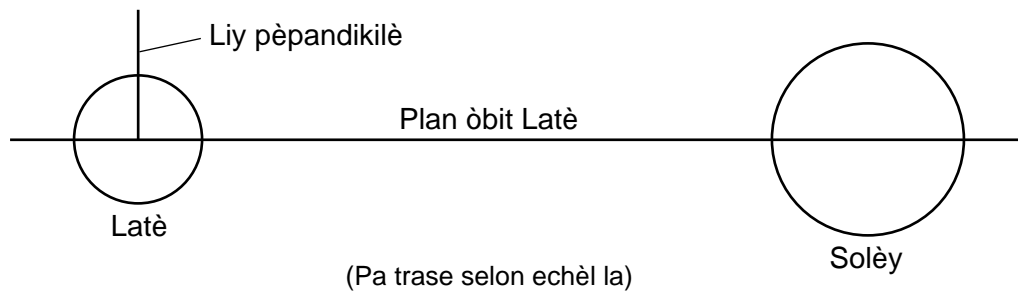 Liy pèpandikilè
Plan òbit Latè
Latè
Solèy
(Pa trase selon echèl la)